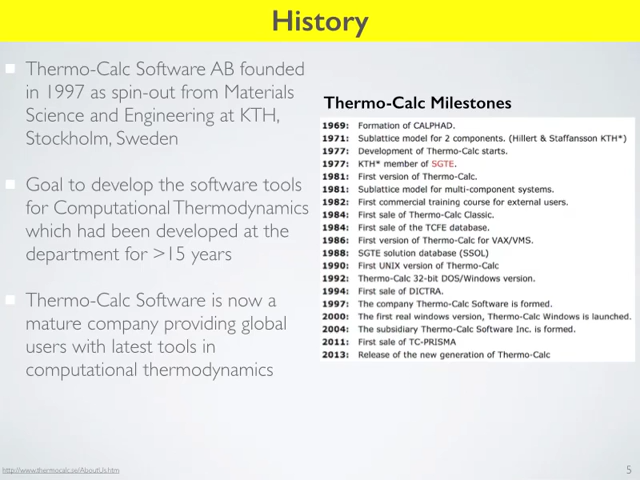 History
Thermo-Calc Software AB founded
in 1997 as spin-out from Materials
Science and Engineering at KTH,
Stockholm, Sweden
Goal to develop the software tools
for Computational Thermodynamics
which had been developed at the
department for >15 years
Thermo-Calc Software is now a
mature company providing global
users with latest tools in
computational thermodynamics
Thermo-Calc Milestones
1969: Formation of CALPHAD.
1971: Sublattice model for 2 components. (Hillert & Staffansson KTH*)
1977: Development of Thermo-Calc starts.
1977: KTH* member of SGTE.
1981: First version of Thermo-Calc.
1981: Sublattice model for multi-component systems.
1982: First commercial training course for external users.
1984: First sale of Thermo-Calc Classic.
1984: First sale of the TCFE database.
1986: First version of Thermo-Calc for VAX/VMS.
1988: SGTE solution database (SSOL)
1990: First UNIX version of Thermo-Calc
1992: Thermo-Calc 32-bit DOS/Windows version.
1994: First sale of DICTRA.
1997: The company Thermo-Calc Software is formed.
2000: The first real windows version, Thermo-Calc Windows is launched.
2004: The subsidiary Thermo-Calc Software Inc. is formed.
2011: First sale of TC-PRISMA
2013: Release of the new generation of Thermo-Calc
http://www.thermocalc.se/AboutUs.htm
5